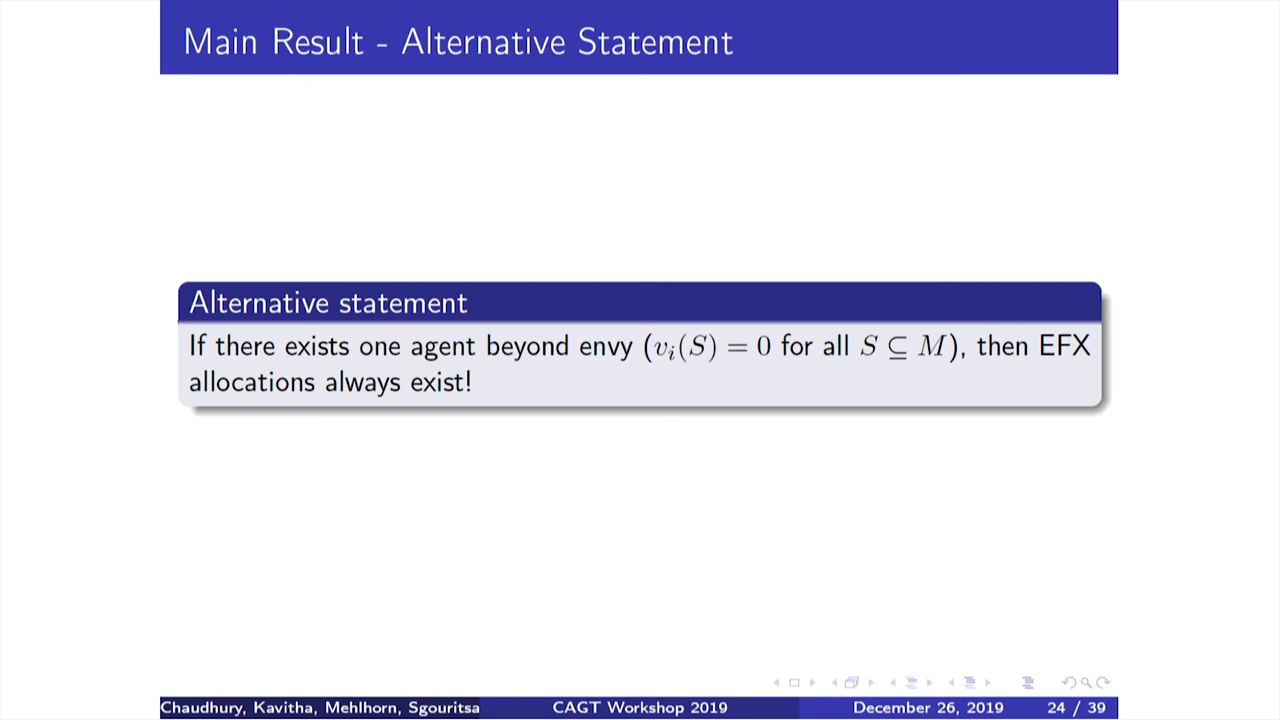 Main Result - Alternative Statement
Alternative statement
If there exists one agent beyond envy (vᵢ(S) = 0 for all S ⊆ M), then EFX
allocations always exist!
Chaudhury, Kavitha, Mehlhorn, Sgouritsa CAGT Workshop 2019 December 26, 2019 24 / 39